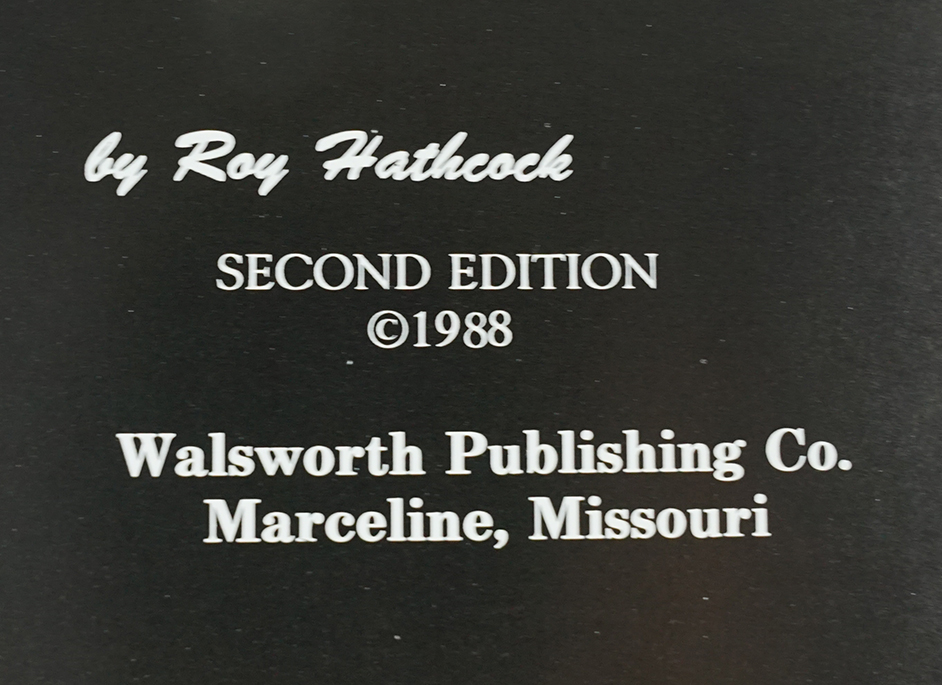 by Roy Hathcock
SECOND EDITION
©1988
Walsworth Publishing Co.
Marceline, Missouri